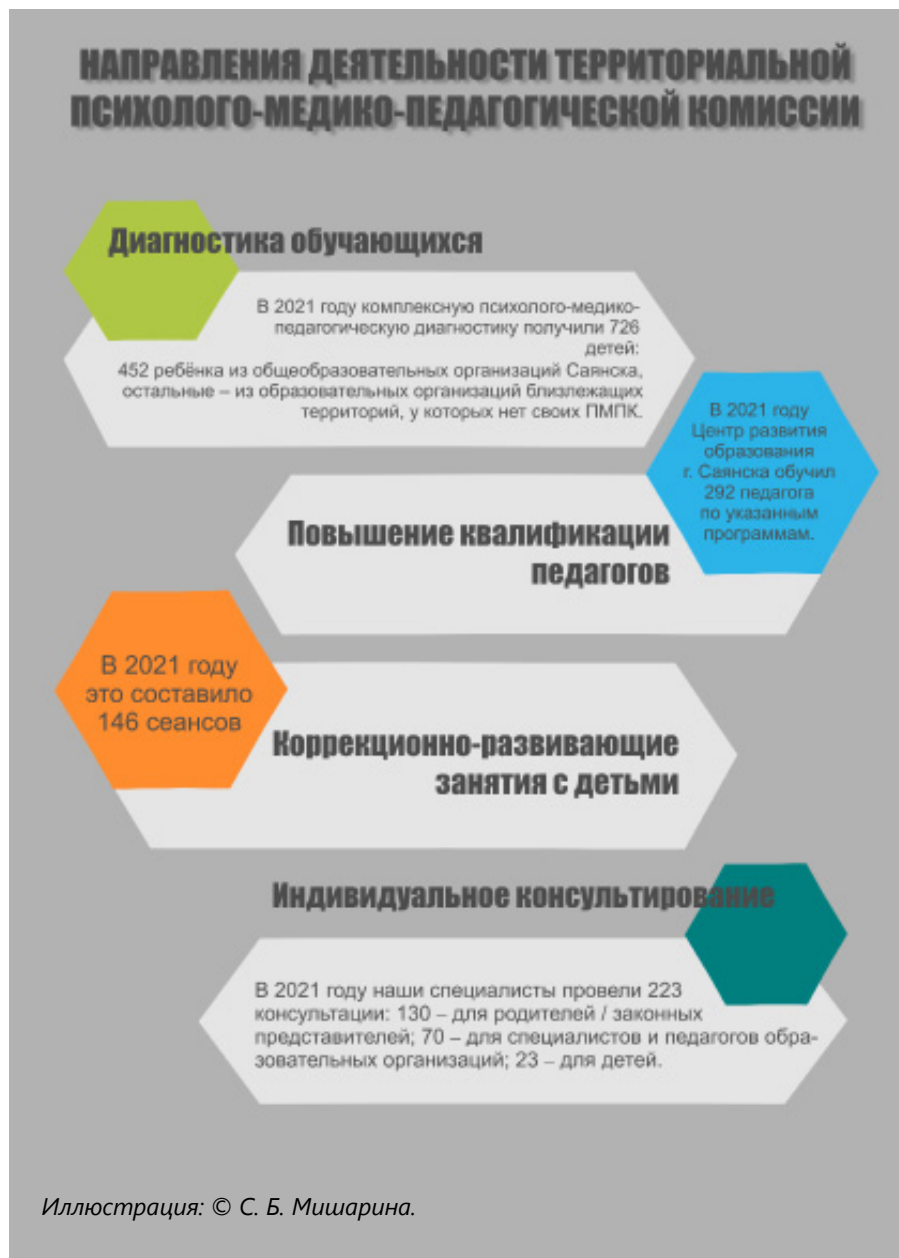 НАПРАВЛЕНИЯ ДЕЯТЕЛЬНОСТИ ТЕРРИТОРИАЛЬНОЙ
ПСИХОЛОГО-МЕДИКО-ПЕДАГОГИЧЕСКОЙ КОМИССИИ
Диагностика обучающихся
В 2021 году комплексную психолого-медико-
педагогическую диагностику получили 726
детей:
452 ребёнка из общеобразовательных организаций Саянска,
остальные – из образовательных организаций близлежащих
территорий, у которых нет своих ПМПК.
В 2021 году
Центр развития
образования
г. Саянска обучил
292 педагога
по указанным
программам.
Повышение квалификации
педагогов
В 2021 году
это составило
146 сеансов
Коррекционно-развивающие
занятия с детьми
Индивидуальное консультирование
В 2021 году наши специалисты провели 223
консультации: 130 – для родителей / законных
представителей; 70 – для специалистов и педагогов обра-
зовательных организаций; 23 – для детей.
Иллюстрация: © С. Б. Мишарина.